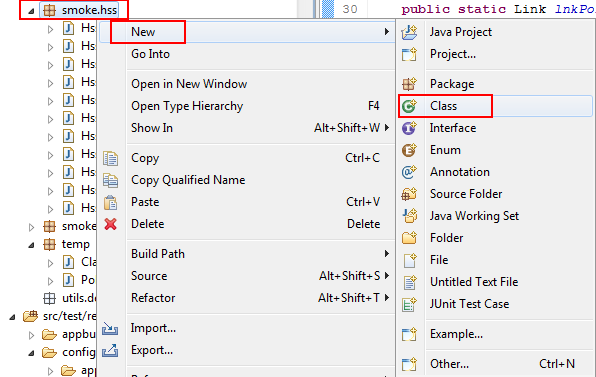 smoke.hss
30 public static Link lnkPo
Hs
Hs
Hs
Hs
Hs
Hs
Hs
Hs
Hs
smoke
temp
Cla
Po
utils.de
src/test/re
appbu
config
app
New
Go Into
Open in New Window
Open Type Hierarchy F4
Show In Alt+Shift+W
Copy Ctrl+C
Copy Qualified Name
Paste Ctrl+V
Delete Delete
Build Path
Source Alt+Shift+S
Refactor Alt+Shift+T
Import...
Export...
Java Project
Project...
Package
Class
Interface
Enum
Annotation
Source Folder
Java Working Set
Folder
File
Untitled Text File
JUnit Test Case
Example...
Other... Ctrl+N